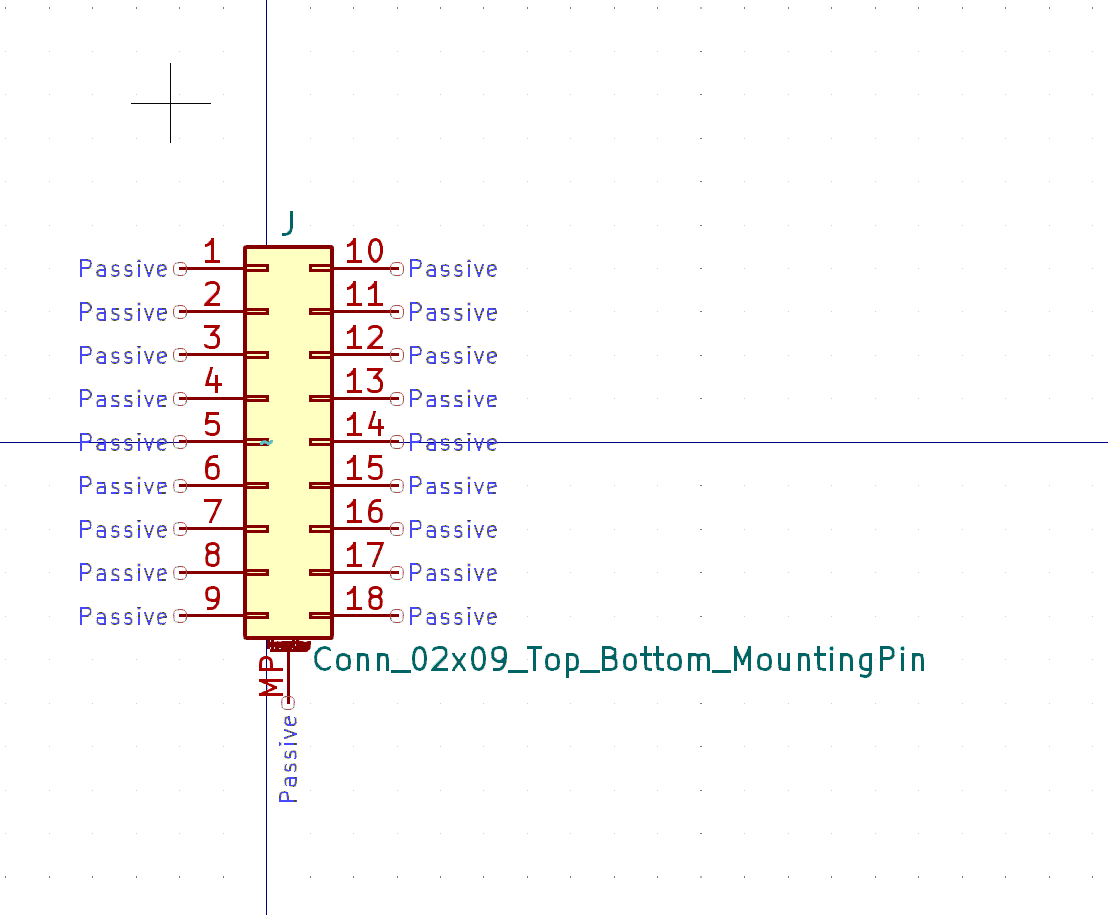 J
Passive 1 10 Passive
Passive 2 11 Passive
Passive 3 12 Passive
Passive 4 13 Passive
Passive 5 14 Passive
Passive 6 15 Passive
Passive 7 16 Passive
Passive 8 17 Passive
Passive 9 18 Passive
Conn_02x09_Top_Bottom_MountingPin
MP
Passive